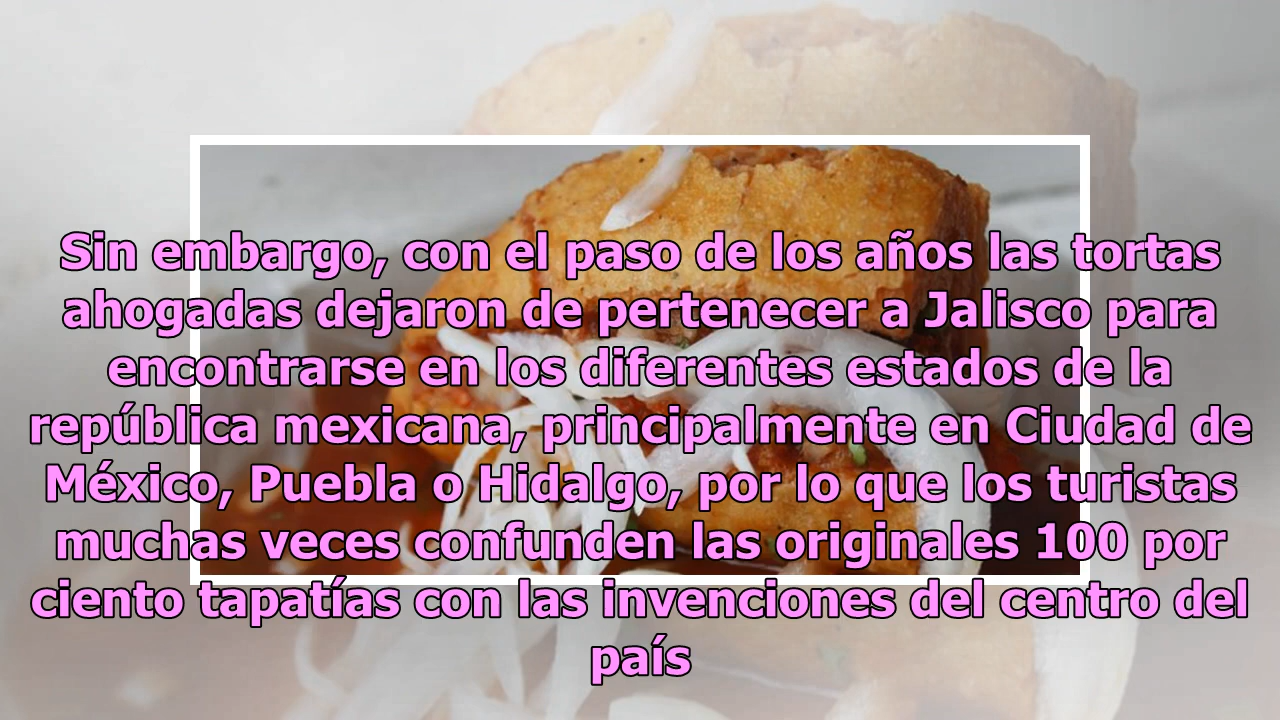 Sin embargo, con el paso de los años las tortas
ahogadas dejaron de pertenecer a Jalisco para
encontrarse en los diferentes estados de la
república mexicana, principalmente en Ciudad de
México, Puebla o Hidalgo, por lo que los turistas
muchas veces confunden las originales 100 por
ciento tapatías con las invenciones del centro del
país